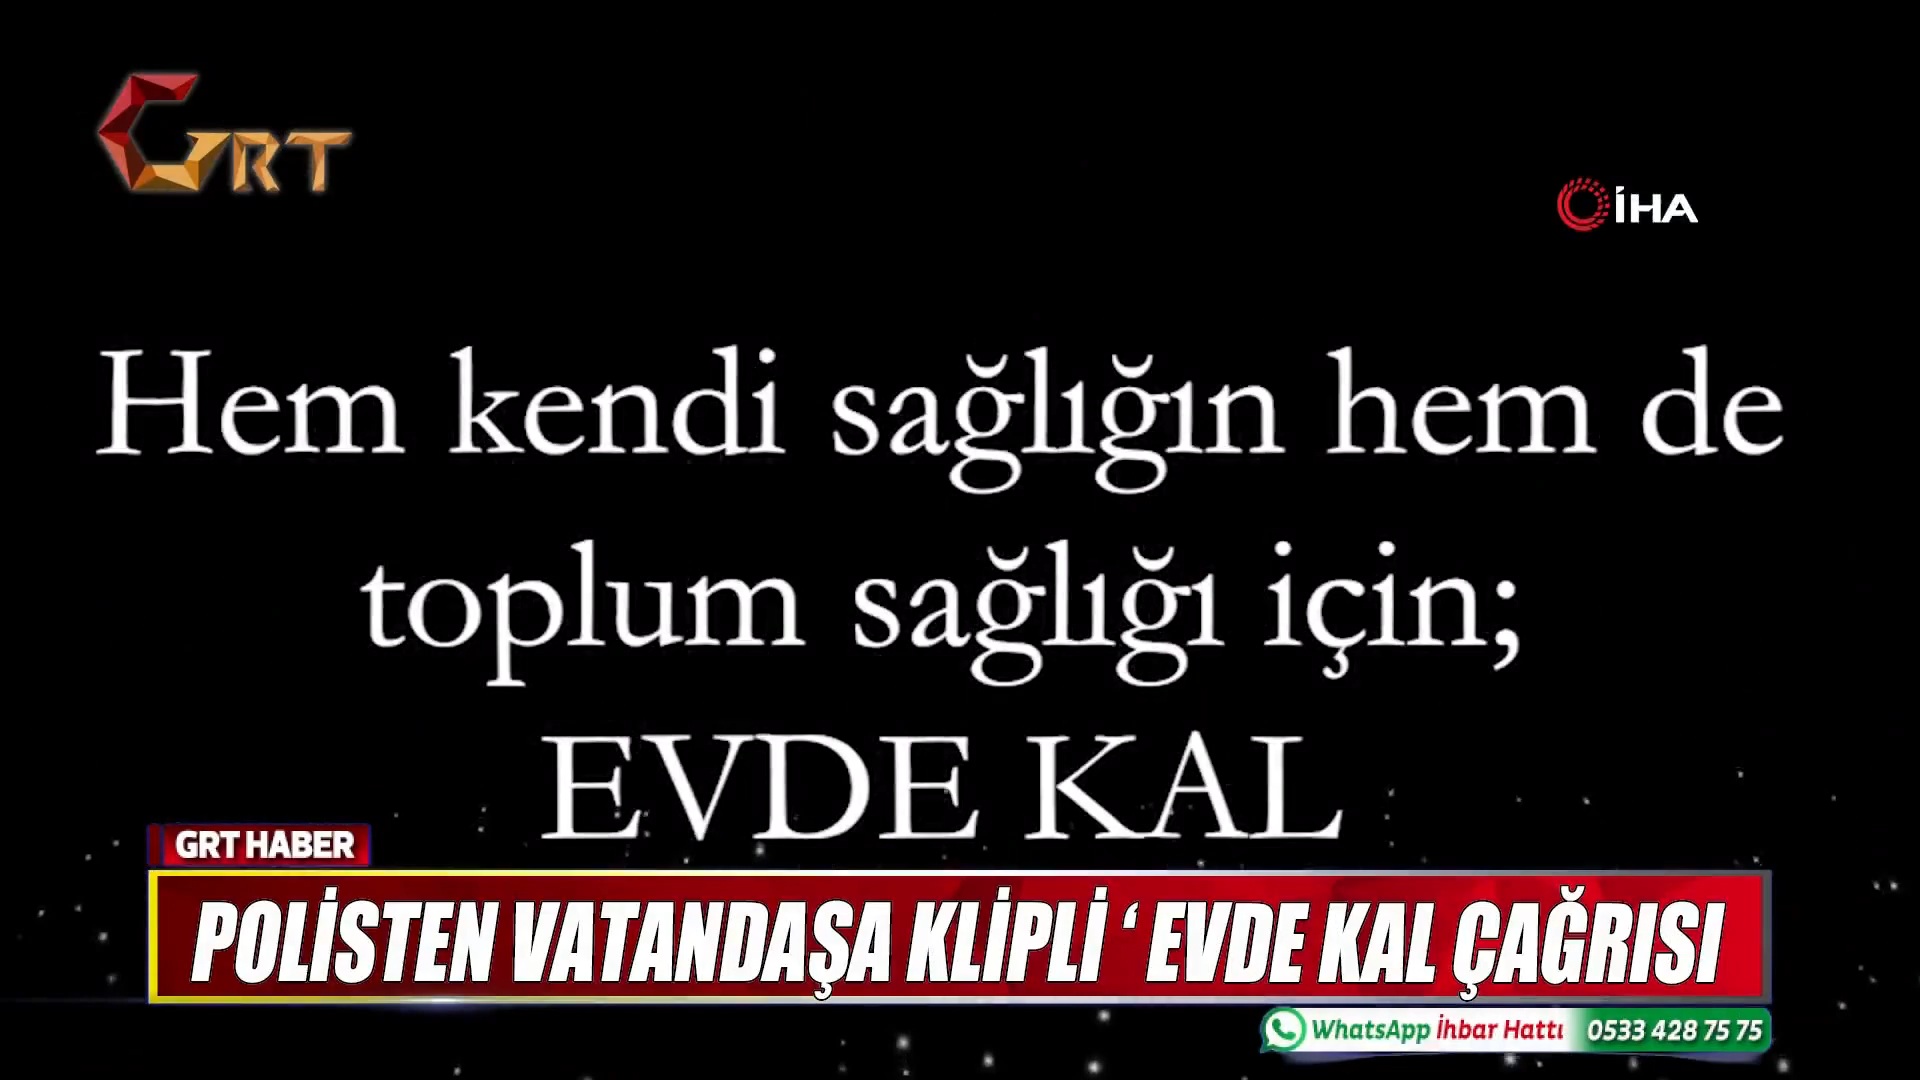 GRT
İHA
Hem kendi sağlığın hem de
toplum sağlığı için;
EVDE KAL
GRT HABER
POLİSTEN VATANDAŞA KLİPLİ ‘ EVDE KAL ÇAĞRISI
WhatsApp İhbar Hattı 0533 428 75 75